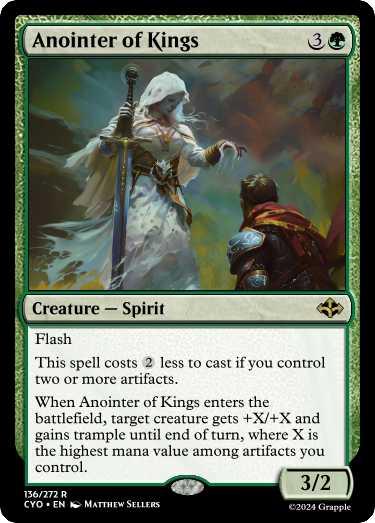 Anointer of Kings 3
Creature — Spirit
Flash
This spell costs 2 less to cast if you control
two or more artifacts.
When Anointer of Kings enters the
battlefield, target creature gets +X/+X and
gains trample until end of turn, where X is
the highest mana value among artifacts you
control.
3/2
136/272 R
CYO • EN Matthew Sellers
©2024 Grapple